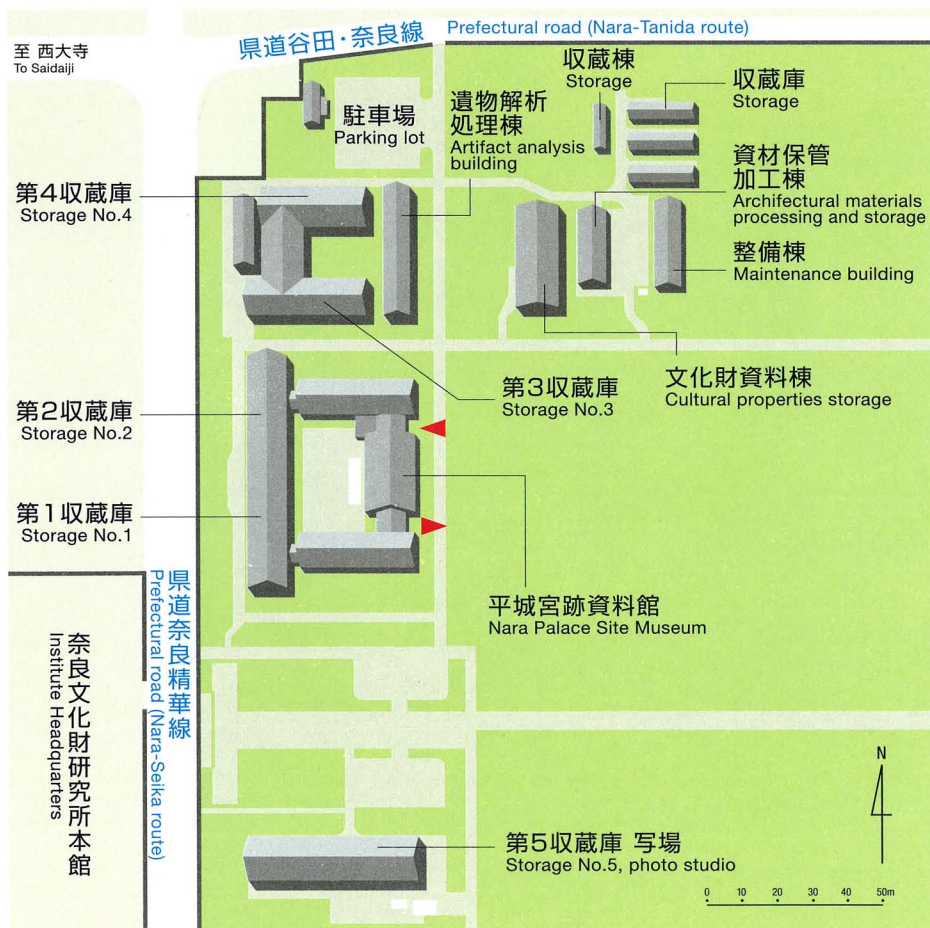 県道谷田・奈良線
Prefectural road (Nara-Tanida route)
至 西大寺
To Saidaiji
駐車場
Parking lot
遺物解析
処理棟
Artifact analysis
building
収蔵棟
Storage
収蔵庫
Storage
資材保管
加工棟
Architectural materials
processing and storage
整備棟
Maintenance building
第4収蔵庫
Storage No.4
第3収蔵庫
Storage No.3
文化財資料棟
Cultural properties storage
第2収蔵庫
Storage No.2
第1収蔵庫
Storage No.1
平城宮跡資料館
Nara Palace Site Museum
県道奈良精華線
Prefectural road (Nara-Seika route)
奈良文化財研究所本館
Institute Headquarters
第5収蔵庫 写場
Storage No.5, photo studio
N
0 10 20 30 40 50m